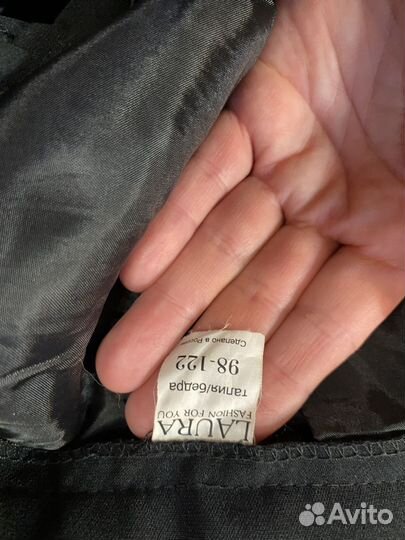 LAURA
FASHION FOR YOU
талия/бедра
98-122
Сделано в России
Avito